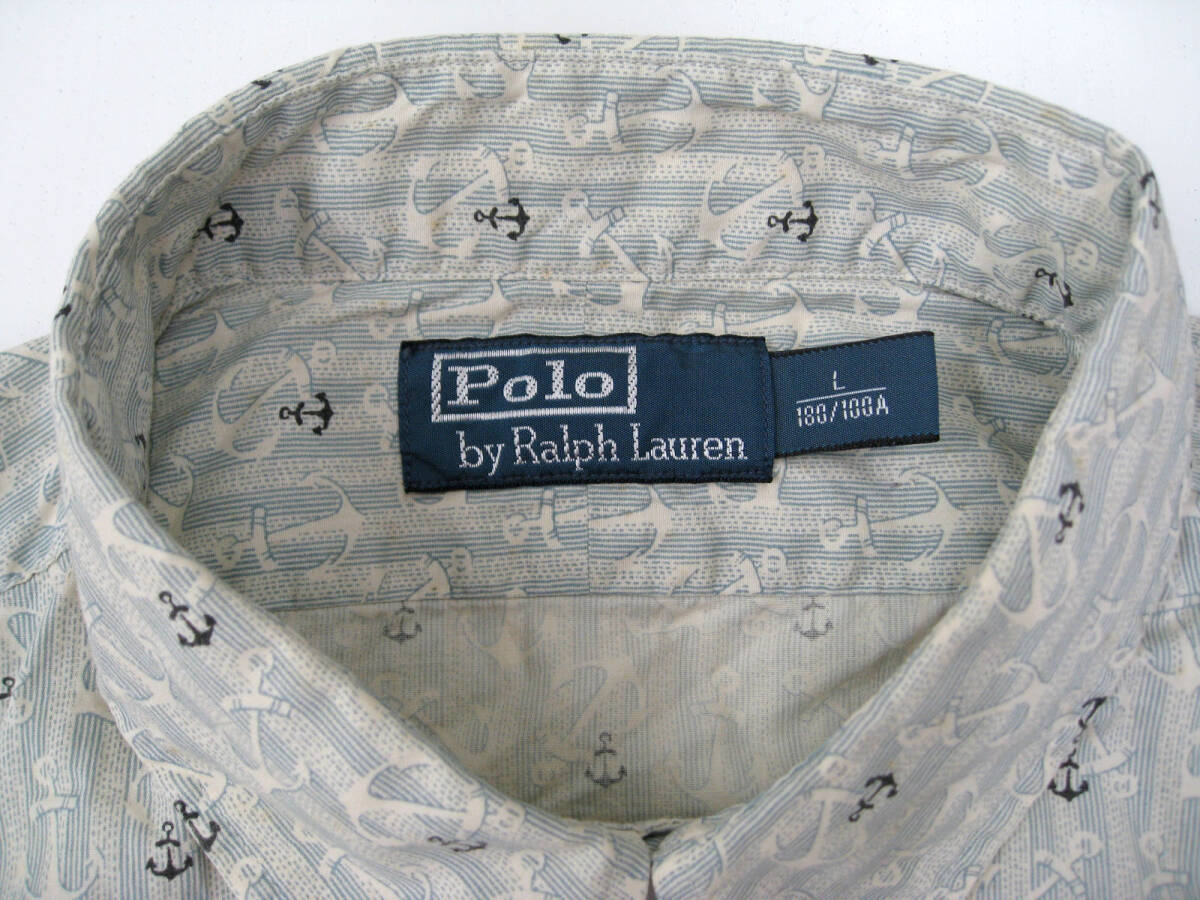 Polo
by Ralph Lauren
L
180/100A